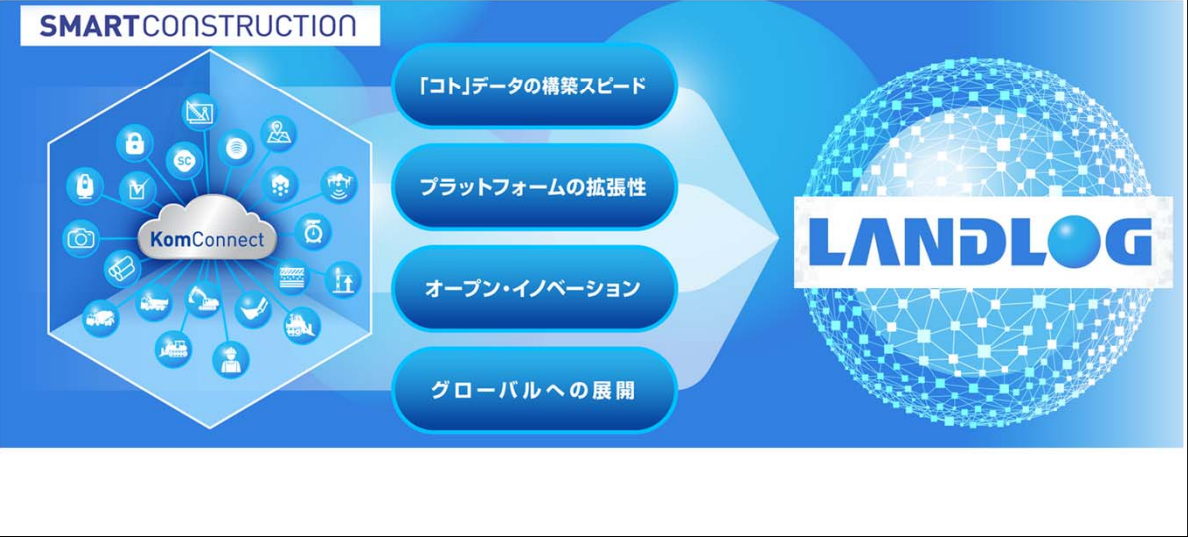 SMARTCONSTRUCTION
SC
KomConnect
「コト」データの構築スピード
プラットフォームの拡張性
オープン・イノベーション
グローバルへの展開
LANDLOG